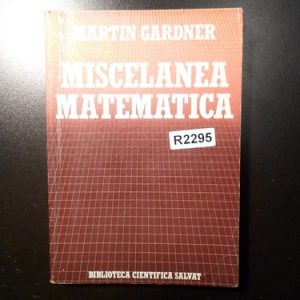 MARTIN GARDNER
MISCELANEA
MATEMATICA
R2295
BIBLIOTECA CIENTIFICA SALVAT